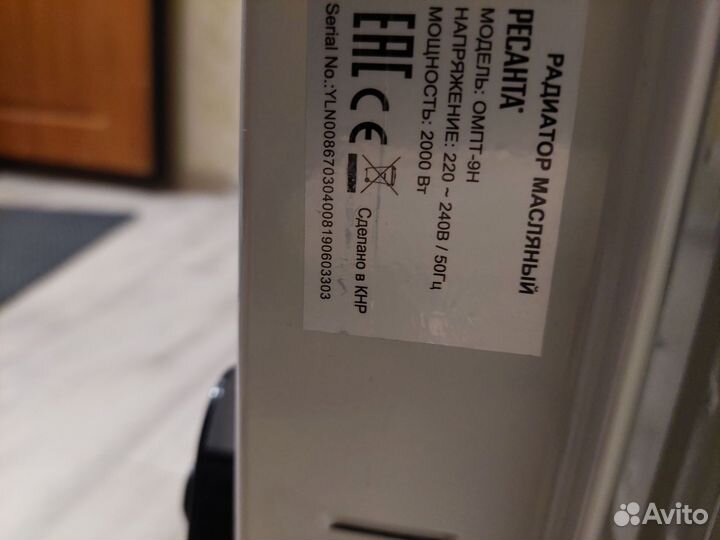 РАДИАТОР МАСЛЯНЫЙ
РЕСАНТА®
МОДЕЛЬ: ОМПТ-9Н
НАПРЯЖЕНИЕ: 220 ~ 240В / 50Гц
МОЩНОСТЬ: 2000 Вт
ЕАС CE
Сделано в КНР
Serial No.:YLN0086703040081906033​03
Avito